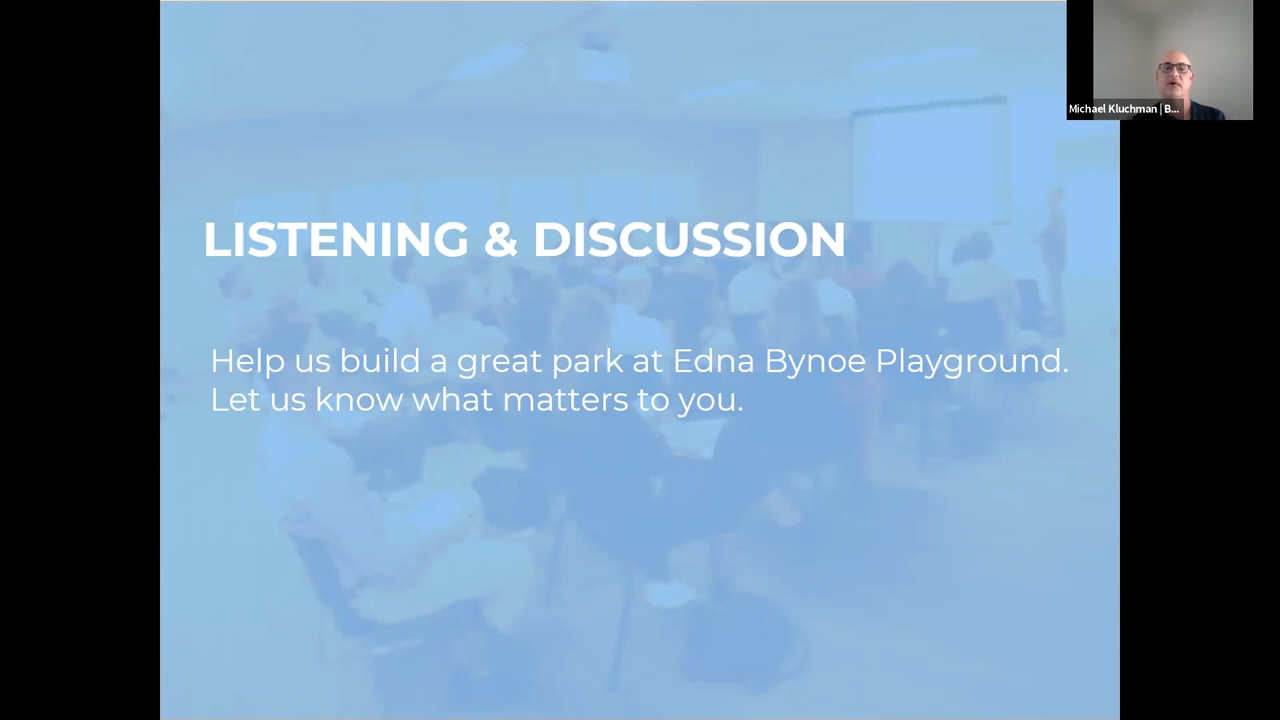 Michael Kluchman | B...
LISTENING & DISCUSSION
Help us build a great park at Edna Bynoe Playground.
Let us know what matters to you.